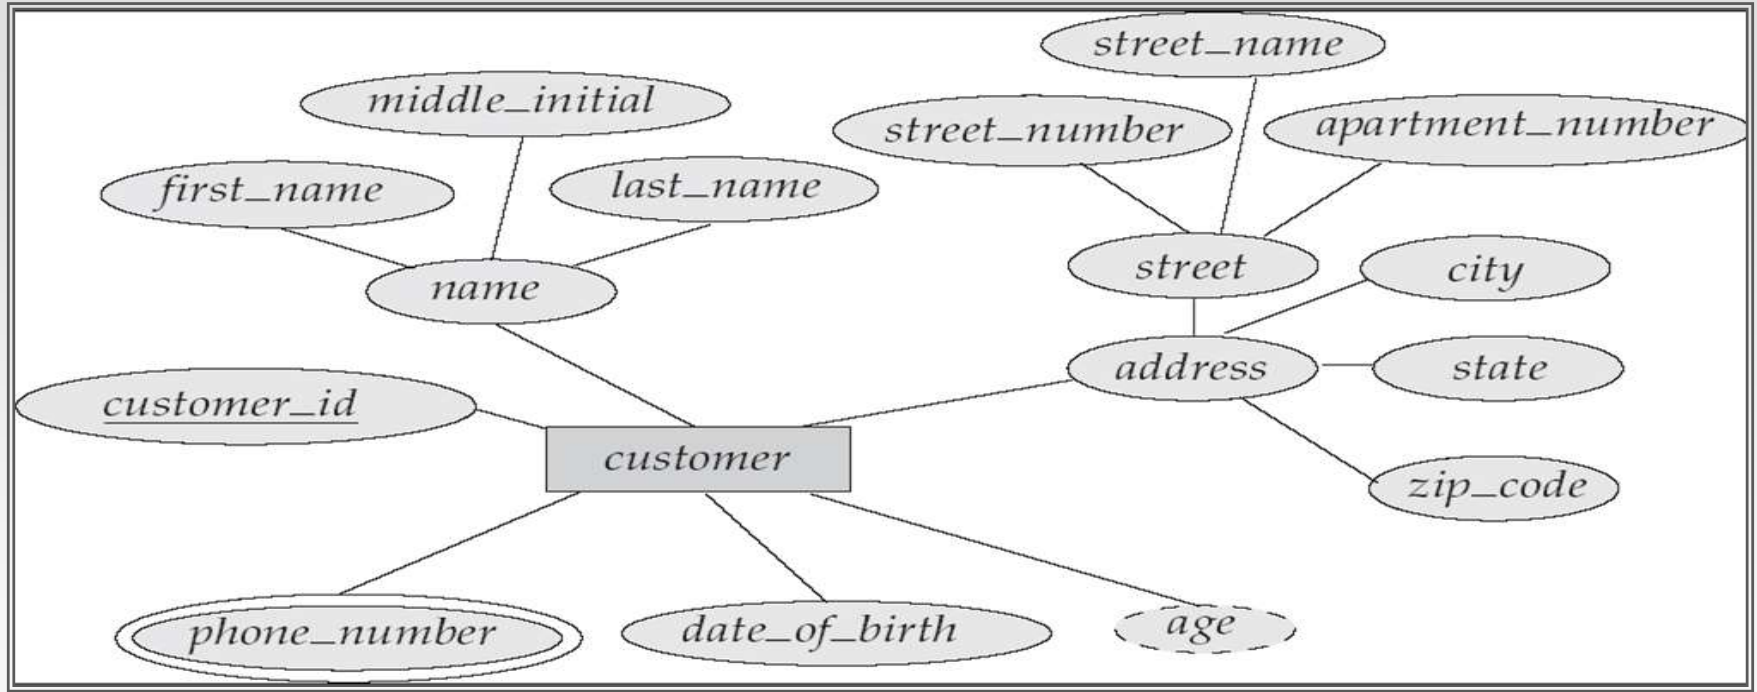 street_name
middle_initial
street_number
apartment_number
first_name
last_name
street
city
name
address
state
customer_id
customer
zip_code
phone_number
date_of_birth
age